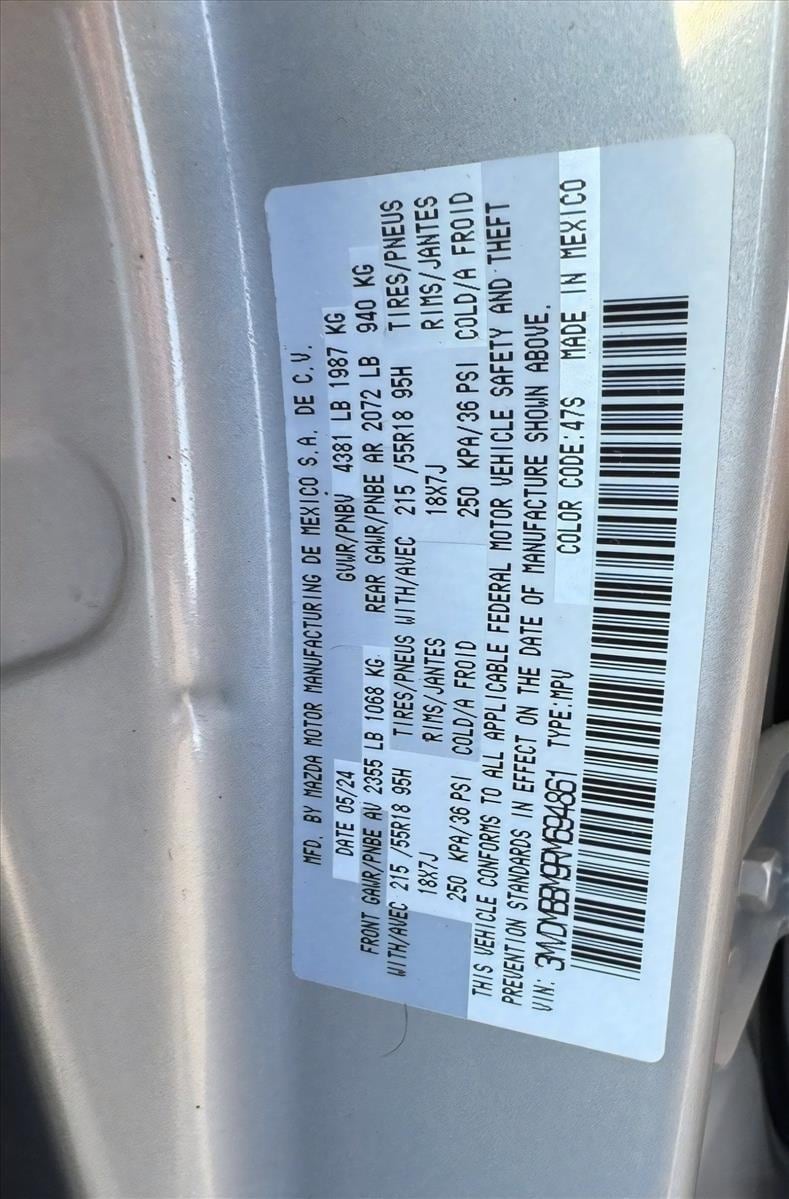 MFD. BY MAZDA MOTOR MANUFACTURING DE MEXICO S.A. DE C.V.
DATE 05/24 GVWR/PNBV 4381 LB 1987 KG
FRONT GAWR/PNBE AV 2355 LB 1068 KG REAR GAWR/PNBE AR 2072 LB 940 KG
WITH/AVEC 215 /55R18 95H TIRES/PNEUS WITH/AVEC 215 /55R18 95H TIRES/PNEUS
18X7J RIMS/JANTES 18X7J RIMS/JANTES
250 KPA/36 PSI COLD/A FROID 250 KPA/36 PSI COLD/A FROID
THIS VEHICLE CONFORMS TO ALL APPLICABLE FEDERAL MOTOR VEHICLE SAFETY AND THEFT
PREVENTION STANDARDS IN EFFECT ON THE DATE OF MANUFACTURE SHOWN ABOVE.
VIN: 3MVDMBBM9RM694861 TYPE:MPV COLOR CODE:47S MADE IN MEXICO